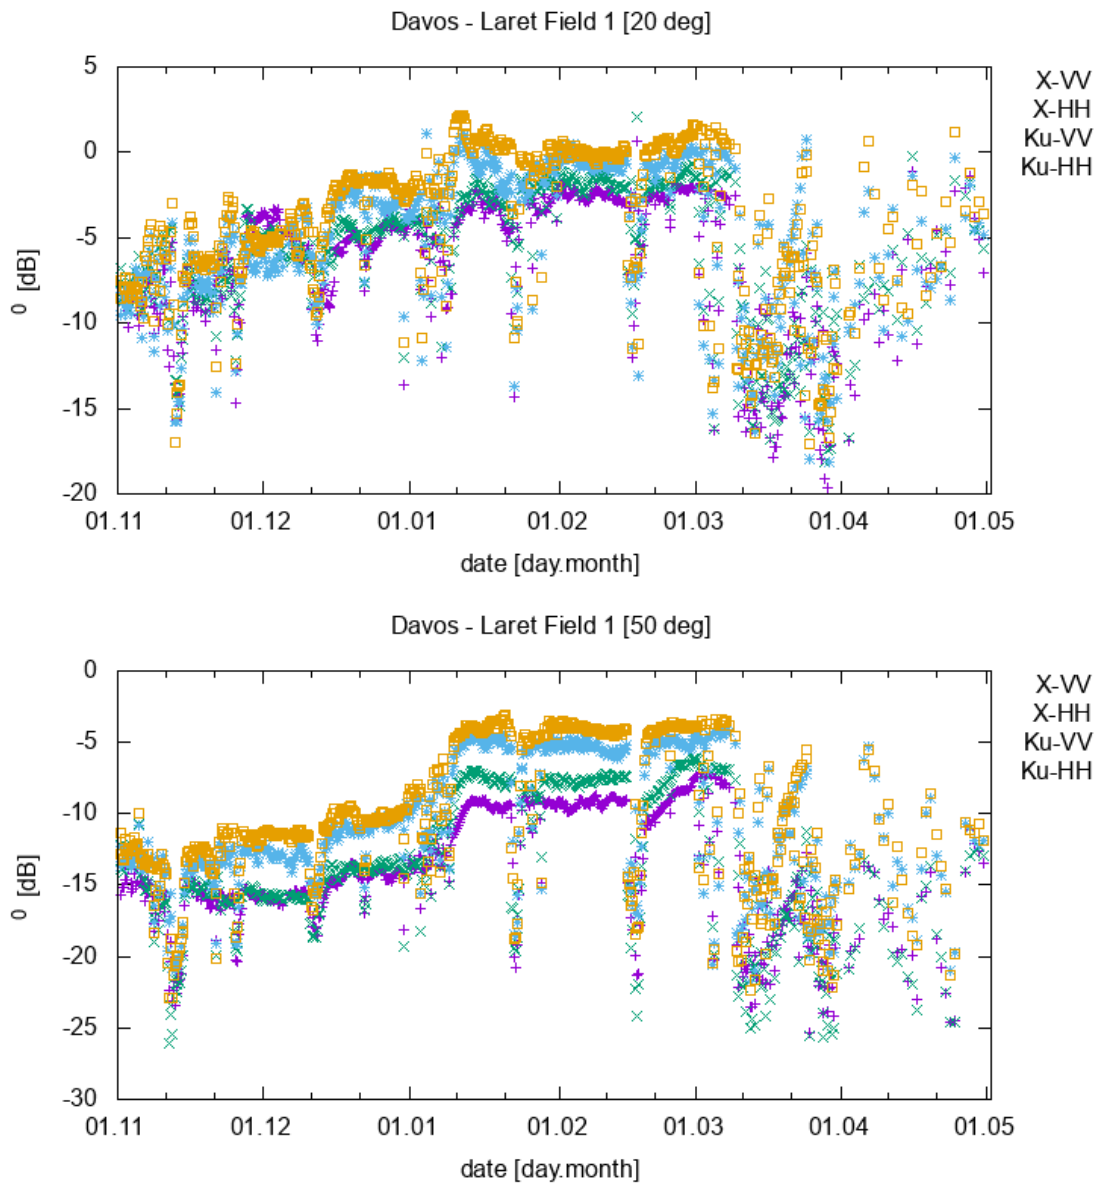 Davos - Laret Field 1 [20 deg]
5
0
-5
-10
-15
-20
0 [dB]
01.11 01.12 01.01 01.02 01.03 01.04 01.05
date [day.month]
X-VV
X-HH
Ku-VV
Ku-HH
Davos - Laret Field 1 [50 deg]
0
-5
-10
-15
-20
-25
-30
0 [dB]
01.11 01.12 01.01 01.02 01.03 01.04 01.05
date [day.month]
X-VV
X-HH
Ku-VV
Ku-HH